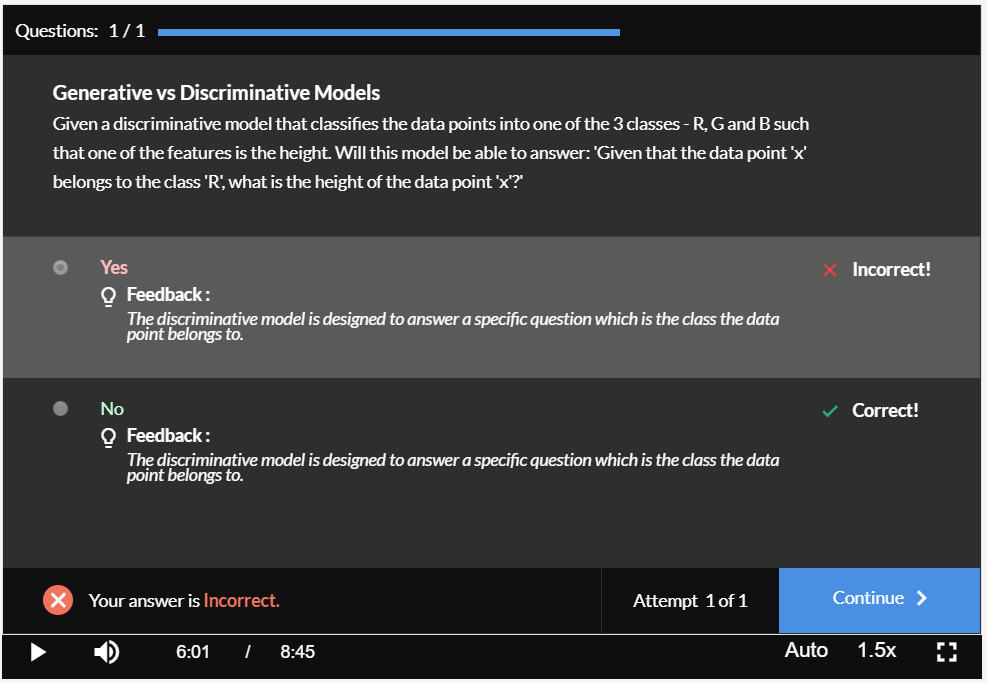 Questions: 1 / 1
Generative vs Discriminative Models
Given a discriminative model that classifies the data points into one of the 3 classes - R, G and B such
that one of the features is the height. Will this model be able to answer: 'Given that the data point 'x'
belongs to the class 'R', what is the height of the data point 'x'?'
Yes
Incorrect!
Feedback :
The discriminative model is designed to answer a specific question which is the class the data
point belongs to.
No
Correct!
Feedback :
The discriminative model is designed to answer a specific question which is the class the data
point belongs to.
Your answer is Incorrect.
Attempt 1 of 1
Continue
6:01 / 8:45
Auto 1.5x